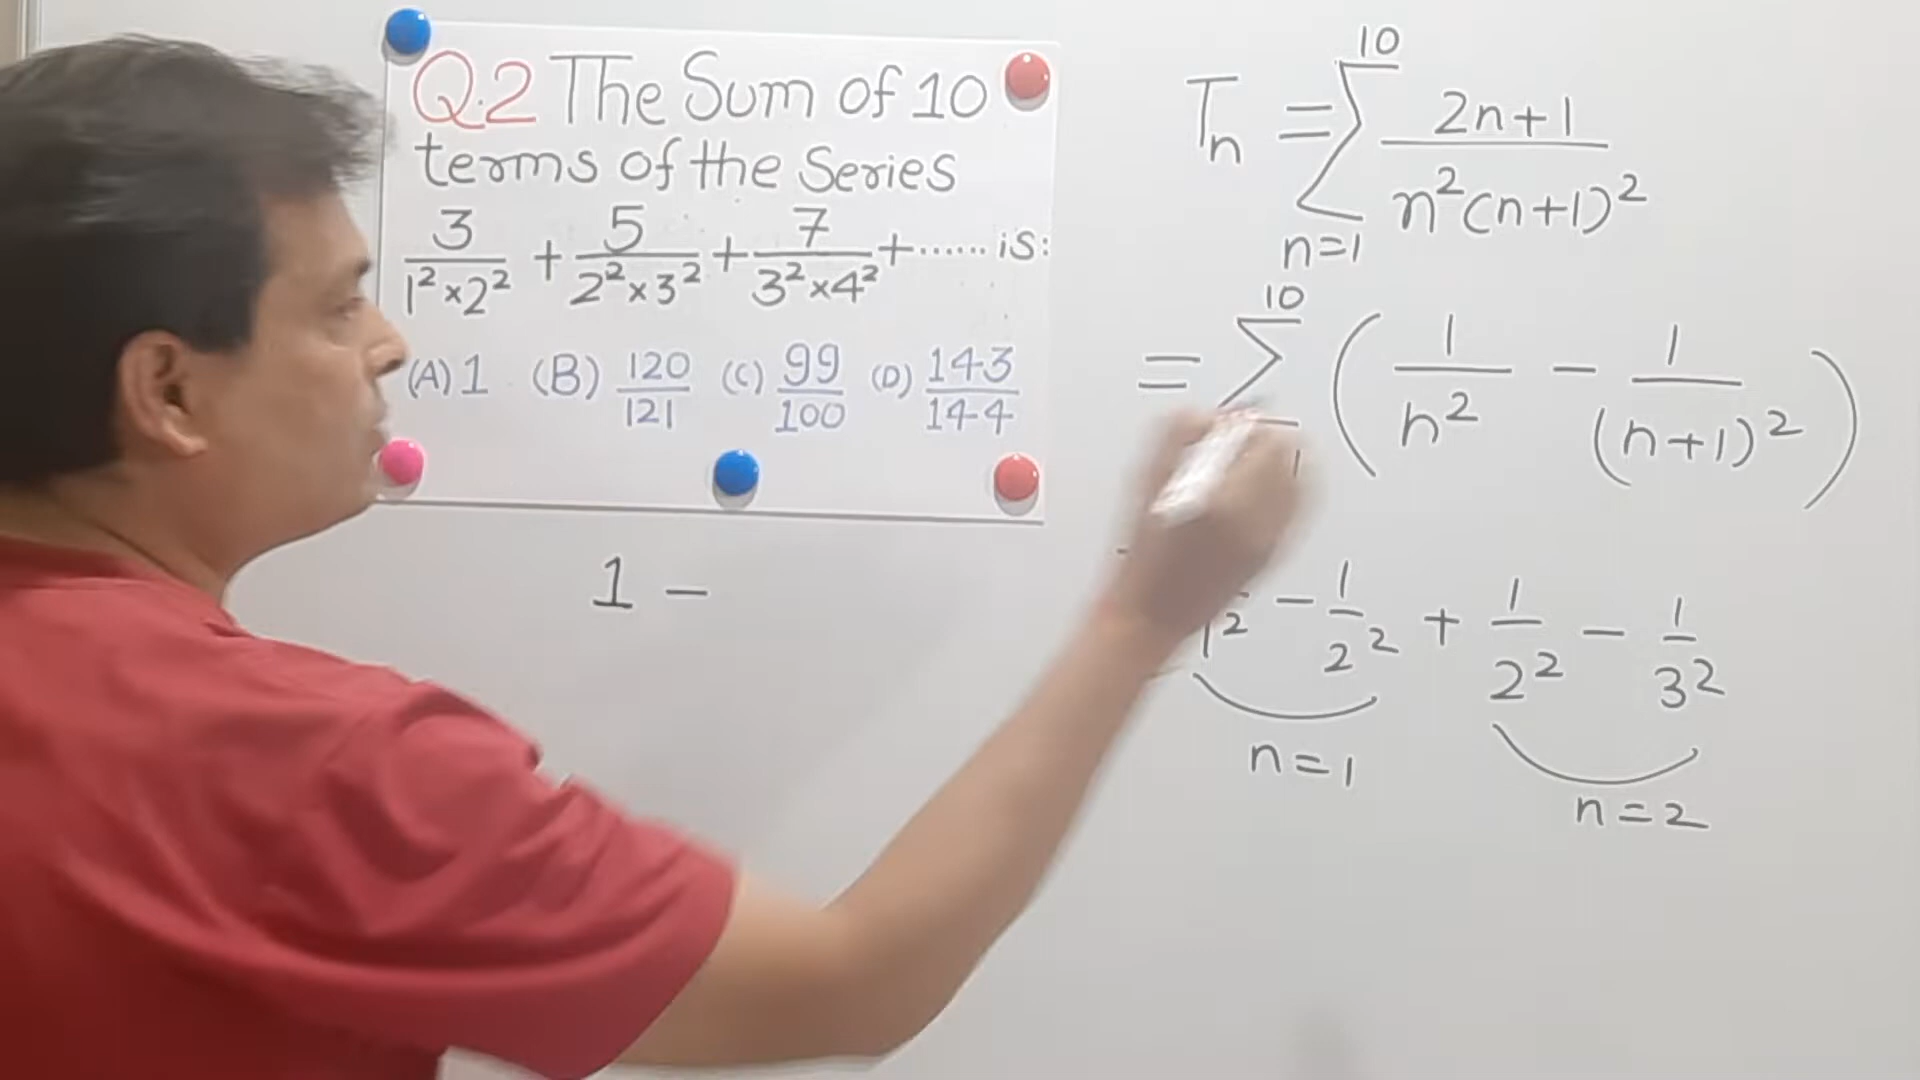 Q.2 The Sum of 10
terms of the Series
3/(1²×2²) + 5/(2²×3²) + 7/(3²×4²) + ...... is:
(A) 1 (B) 120/121 (C) 99/100 (D) 143/144
1 –
Tn = ∑ (n=1 to 10) (2n+1)/(n²(n+1)²)
= ∑ (1 to 10) (1/n² – 1/(n+1)²)
1² – 1/2² + 1/2² – 1/3²
n=1
n=2